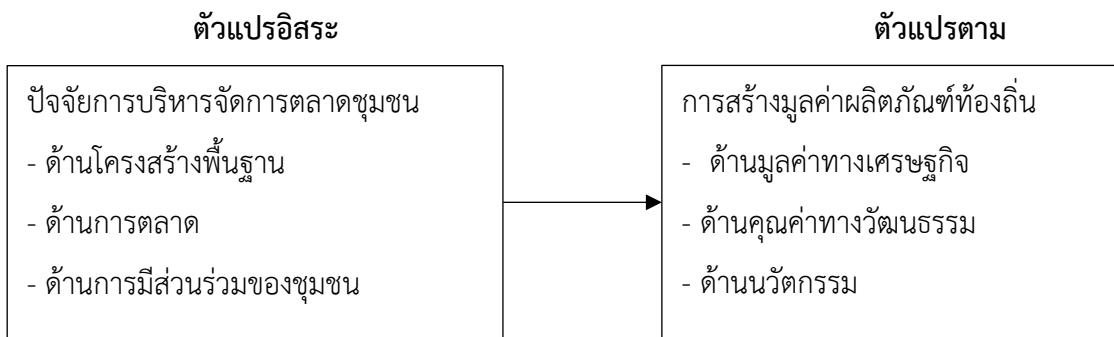 ตัวแปรอิสระ
ปัจจัยการบริหารจัดการตลาดชุมชน
- ด้านโครงสร้างพื้นฐาน
- ด้านการตลาด
- ด้านการมีส่วนร่วมของชุมชน
ตัวแปรตาม
การสร้างมูลค่าผลิตภัณฑ์ท้องถิ่น
- ด้านมูลค่าทางเศรษฐกิจ
- ด้านคุณค่าทางวัฒนธรรม
- ด้านนวัตกรรม